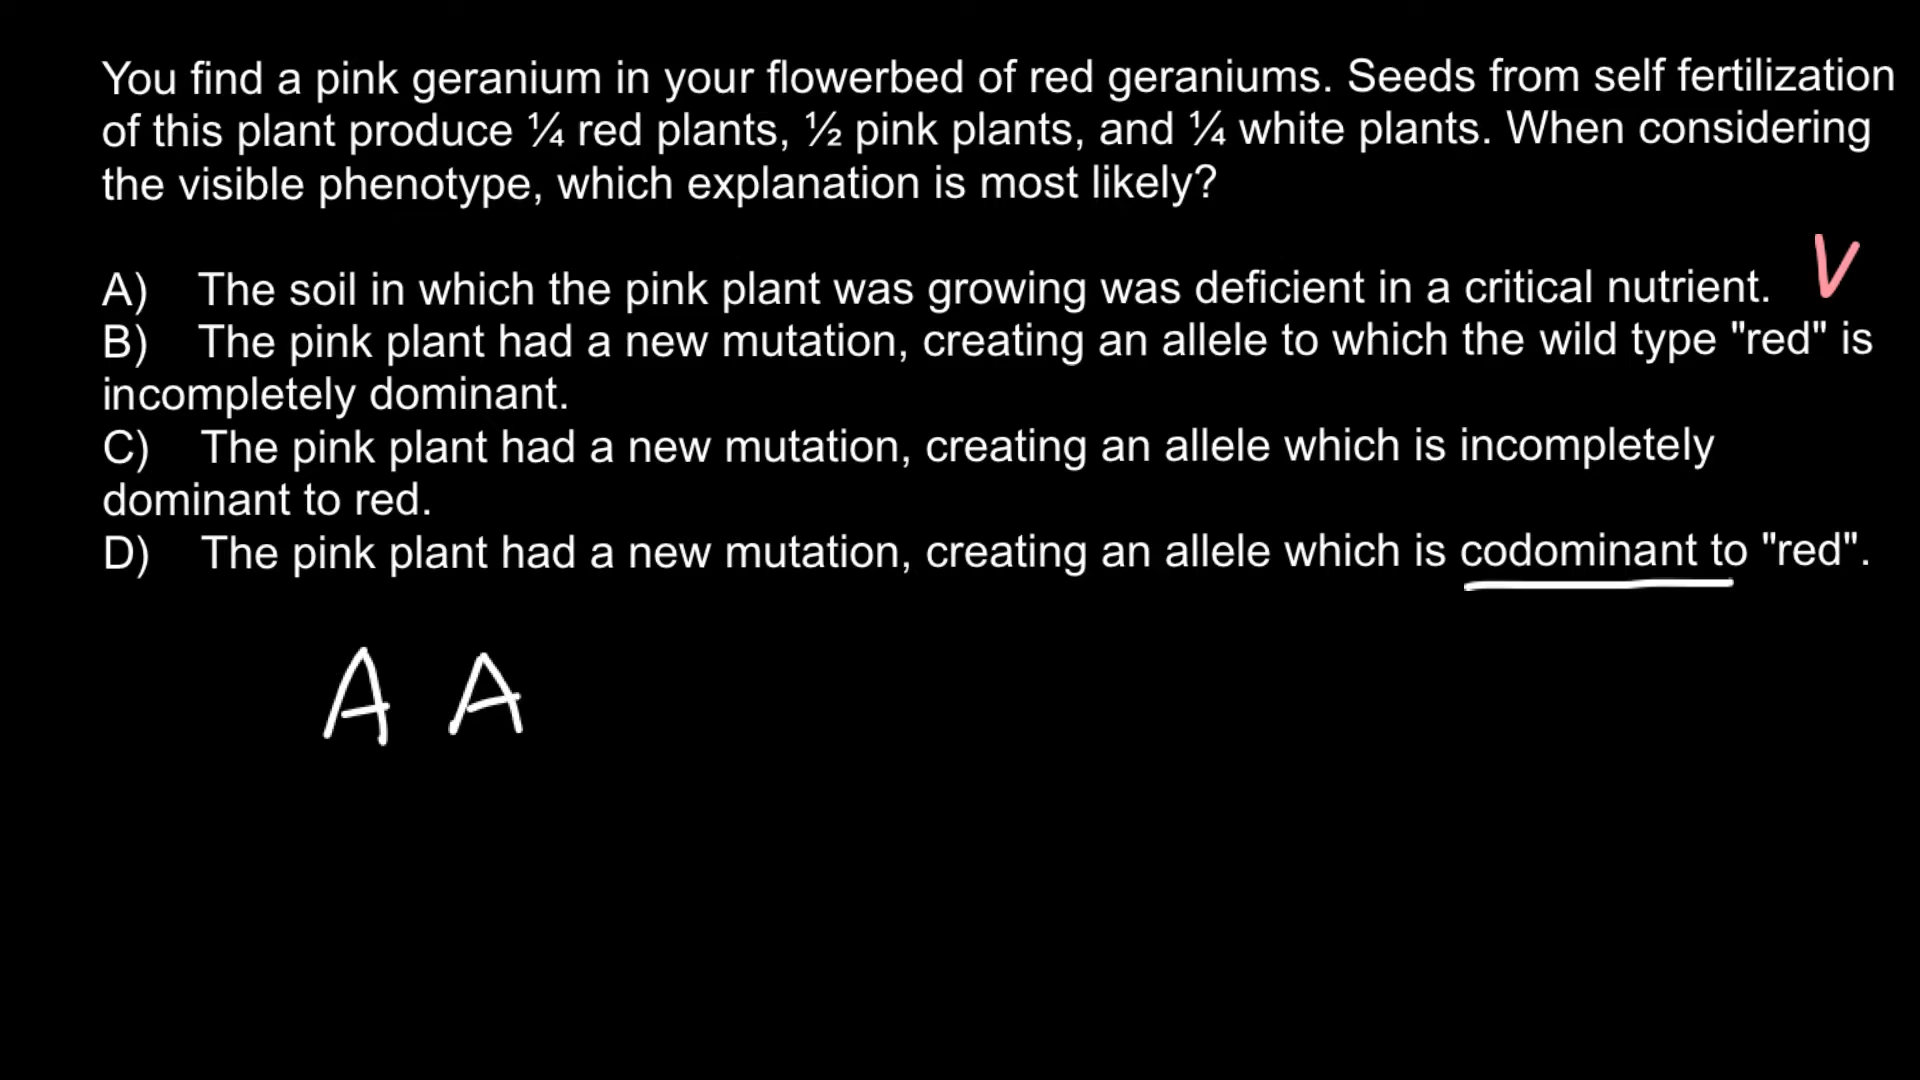 You find a pink geranium in your flowerbed of red geraniums. Seeds from self fertilization
of this plant produce ¼ red plants, ½ pink plants, and ¼ white plants. When considering
the visible phenotype, which explanation is most likely?
A) The soil in which the pink plant was growing was deficient in a critical nutrient. V
B) The pink plant had a new mutation, creating an allele to which the wild type "red" is
incompletely dominant.
C) The pink plant had a new mutation, creating an allele which is incompletely
dominant to red.
D) The pink plant had a new mutation, creating an allele which is codominant to "red".
A A